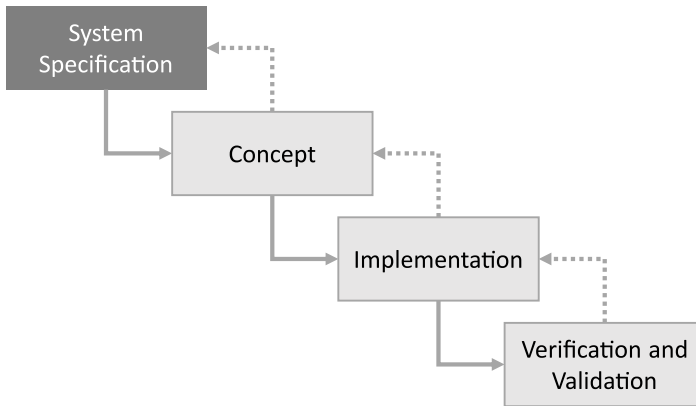 System
Specification
Concept
Implementation
Verification and
Validation